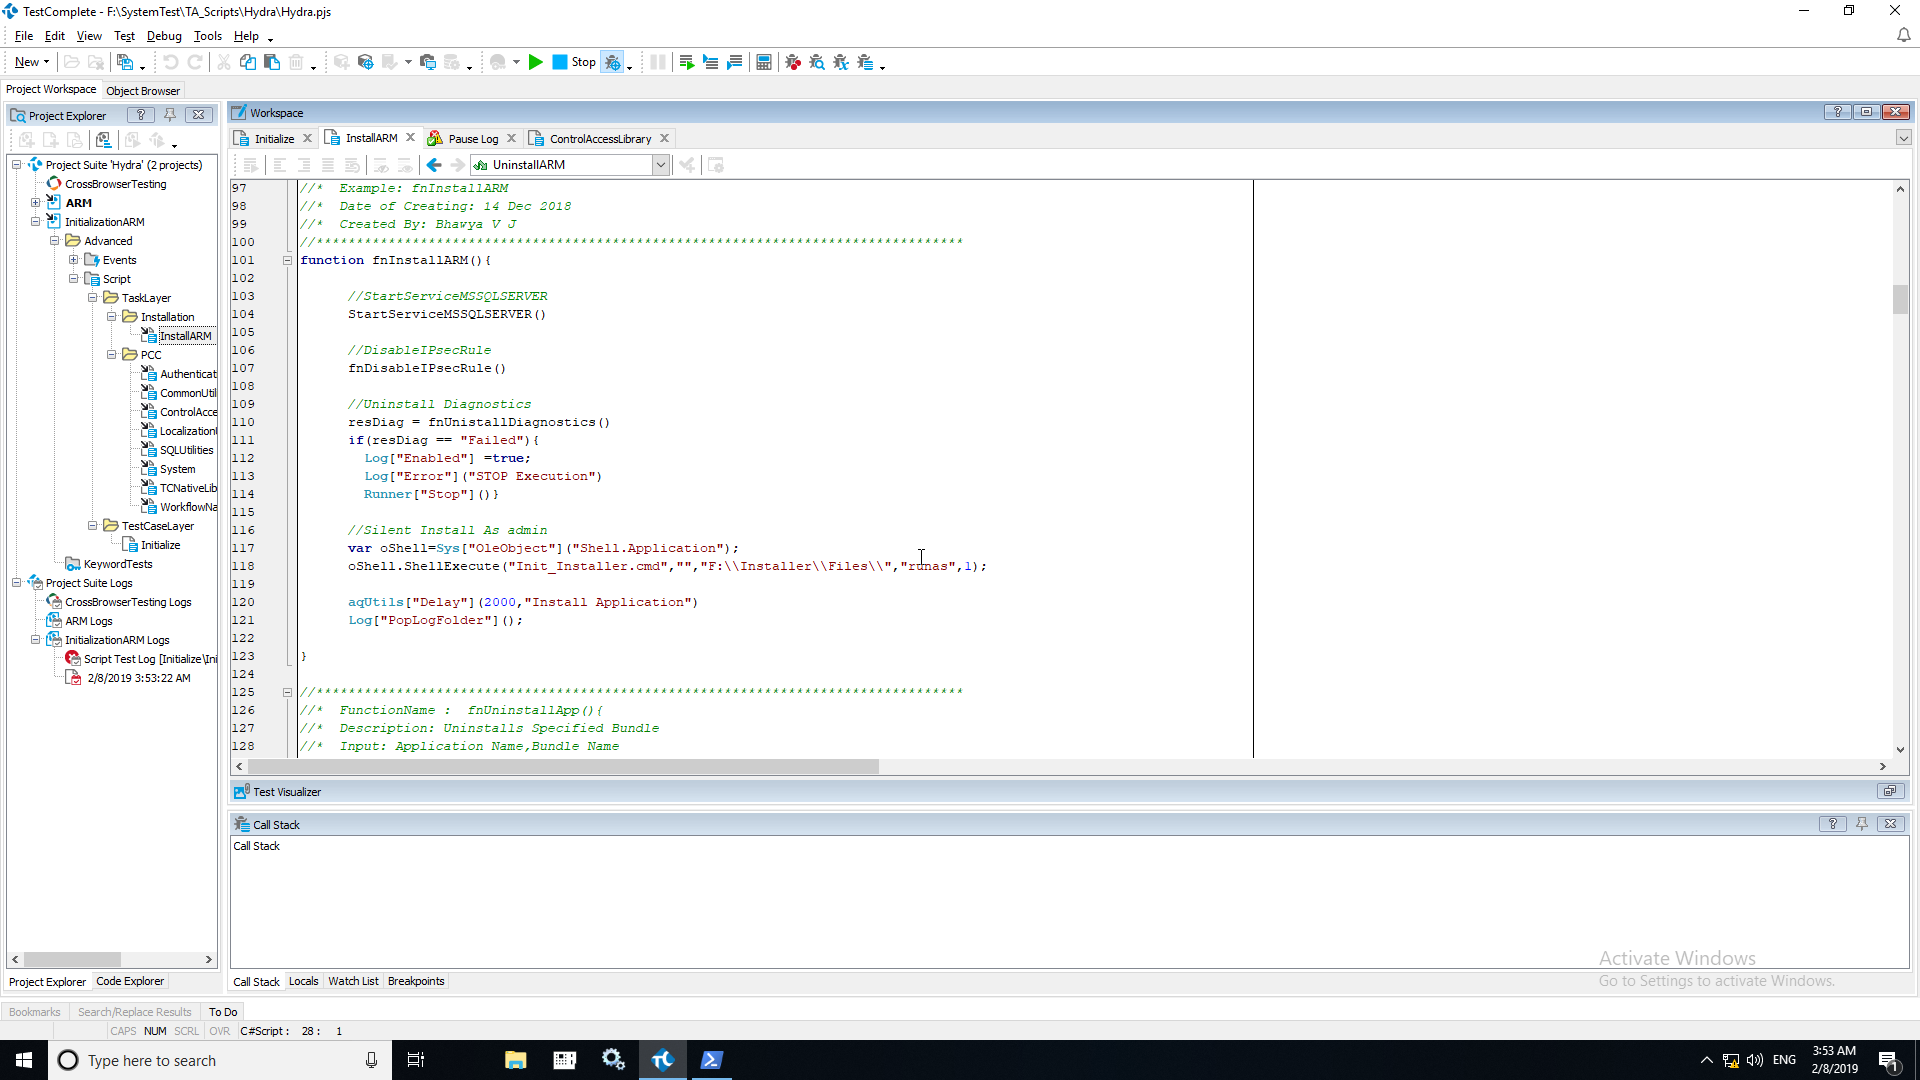 TestComplete - F:\SystemTest\TA_Scripts\Hydra\Hydra.pjs
File Edit View Test Debug Tools Help
New Stop
Project Workspace Object Browser
Project Explorer
Project Suite 'Hydra' (2 projects)
CrossBrowserTesting
ARM
InitializationARM
Advanced
Events
Script
TaskLayer
Installation
InstallARM
PCC
Authenticat
CommonUtil
ControlAcce
Localization
SQLUtilities
System
TCNativeLib
WorkflowNa
TestCaseLayer
Initialize
KeywordTests
Project Suite Logs
CrossBrowserTesting Logs
ARM Logs
InitializationARM Logs
Script Test Log [Initialize\Ini
2/8/2019 3:53:22 AM
Project Explorer Code Explorer
Workspace
Initialize InstallARM Pause Log ControlAccessLibrary
UninstallARM
97 //* Example: fnInstallARM
98 //* Date of Creating: 14 Dec 2018
99 //* Created By: Bhavya V J
100 //*********************************************************************************
101 function fnInstallARM(){
102
103 //StartServiceMSSQLSERVER
104 StartServiceMSSQLSERVER()
105
106 //DisableIPsecRule
107 fnDisableIPsecRule()
108
109 //Uninstall Diagnostics
110 resDiag = fnUnistallDiagnostics()
111 if(resDiag == "Failed"){
112 Log["Enabled"] =true;
113 Log["Error"]("STOP Execution")
114 Runner["Stop"]()}
115
116 //Silent Install As admin
117 var oShell=Sys["OleObject"]("Shell.Application");
118 oShell.ShellExecute("Init_Installer.cmd","","F:\\Installer\\Files\\","runas",1);
119
120 aqUtils["Delay"](2000,"Install Application")
121 Log["PopLogFolder"]();
122
123 }
124
125 //*********************************************************************************
126 //* FunctionName : fnUninstallApp(){
127 //* Description: Uninstalls Specified Bundle
128 //* Input: Application Name,Bundle Name
Test Visualizer
Call Stack
Call Stack
Call Stack Locals Watch List Breakpoints
Activate Windows
Go to Settings to activate Windows.
Bookmarks Search/Replace Results To Do
CAPS NUM SCRL OVR C#Script : 28 : 1
Type here to search
ENG
3:53 AM
2/8/2019
1